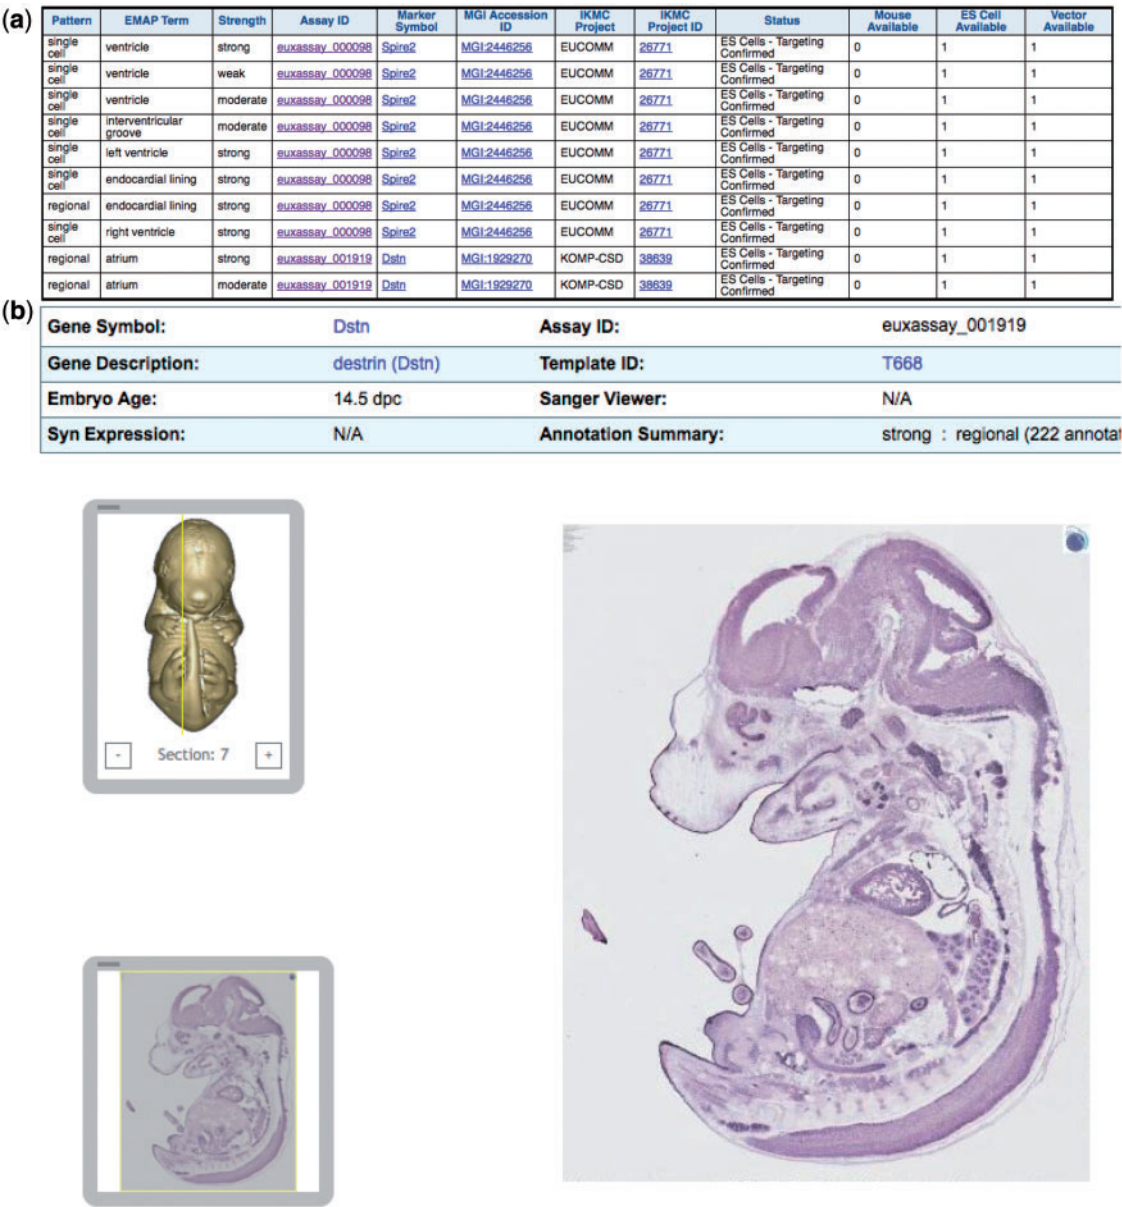 (a)
Pattern EMAP Term Strength Assay ID Marker Symbol MGI Accession ID IKMC Project IKMC Project ID Status Mouse Available ES Cell Available Vector Available
single cell ventricle strong euxassay_000098 Spire2 MGI:2446256 EUCOMM 26771 ES Cells - Targeting Confirmed 0 1 1
single cell ventricle weak euxassay_000098 Spire2 MGI:2446256 EUCOMM 26771 ES Cells - Targeting Confirmed 0 1 1
single cell ventricle moderate euxassay_000098 Spire2 MGI:2446256 EUCOMM 26771 ES Cells - Targeting Confirmed 0 1 1
single cell interventricular groove moderate euxassay_000098 Spire2 MGI:2446256 EUCOMM 26771 ES Cells - Targeting Confirmed 0 1 1
single cell left ventricle strong euxassay_000098 Spire2 MGI:2446256 EUCOMM 26771 ES Cells - Targeting Confirmed 0 1 1
single cell endocardial lining strong euxassay_000098 Spire2 MGI:2446256 EUCOMM 26771 ES Cells - Targeting Confirmed 0 1 1
regional endocardial lining strong euxassay_000098 Spire2 MGI:2446256 EUCOMM 26771 ES Cells - Targeting Confirmed 0 1 1
single cell right ventricle strong euxassay_000098 Spire2 MGI:2446256 EUCOMM 26771 ES Cells - Targeting Confirmed 0 1 1
regional atrium strong euxassay_001919 Dstn MGI:1929270 KOMP-CSD 38639 ES Cells - Targeting Confirmed 0 1 1
regional atrium moderate euxassay_001919 Dstn MGI:1929270 KOMP-CSD 38639 ES Cells - Targeting Confirmed 0 1 1
(b)
Gene Symbol: Dstn Assay ID: euxassay_001919
Gene Description: destrin (Dstn) Template ID: T668
Embryo Age: 14.5 dpc Sanger Viewer: N/A
Syn Expression: N/A Annotation Summary: strong : regional (222 annotat
- Section: 7 +